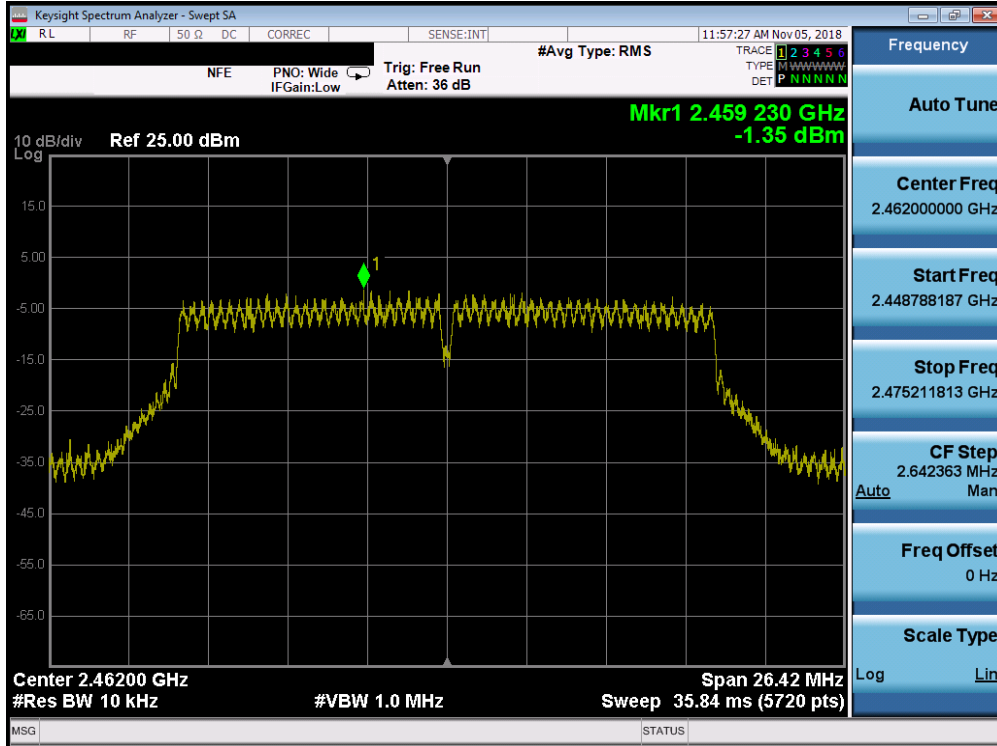 Keysight Spectrum Analyzer - Swept SA
LXI RL RF 50 Ω DC CORREC SENSE:INT 11:57:27 AM Nov 05, 2018
#Avg Type: RMS
TRACE 1 2 3 4 5 6
TYPE M W W W W W
DET P N N N N N
NFE
PNO: Wide
IFGain:Low
Trig: Free Run
Atten: 36 dB
Mkr1 2.459 230 GHz
-1.35 dBm
10 dB/div
Log
Ref 25.00 dBm
15.0
5.00
-5.00
-15.0
-25.0
-35.0
-45.0
-55.0
-65.0
1
Center 2.46200 GHz
Span 26.42 MHz
#Res BW 10 kHz
#VBW 1.0 MHz
Sweep 35.84 ms (5720 pts)
MSG
STATUS
Frequency
Auto Tune
Center Freq
2.462000000 GHz
Start Freq
2.448788187 GHz
Stop Freq
2.475211813 GHz
CF Step
2.642363 MHz
Auto Man
Freq Offset
0 Hz
Scale Type
Log Lin